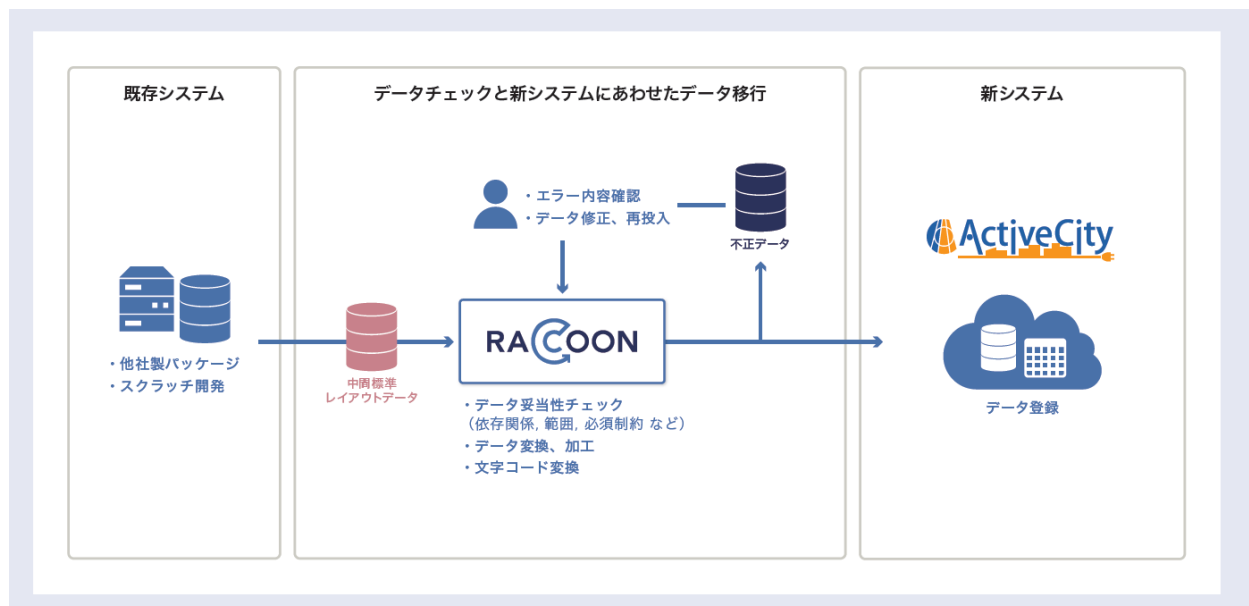 既存システム
・他社製パッケージ
・スクラッチ開発
データチェックと新システムにあわせたデータ移行
・エラー内容確認
・データ修正、再投入
不正データ
中間標準
レイアウトデータ
RACCOON
・データ妥当性チェック
（依存関係, 範囲, 必須制約 など）
・データ変換、加工
・文字コード変換
新システム
ActiveCity
データ登録